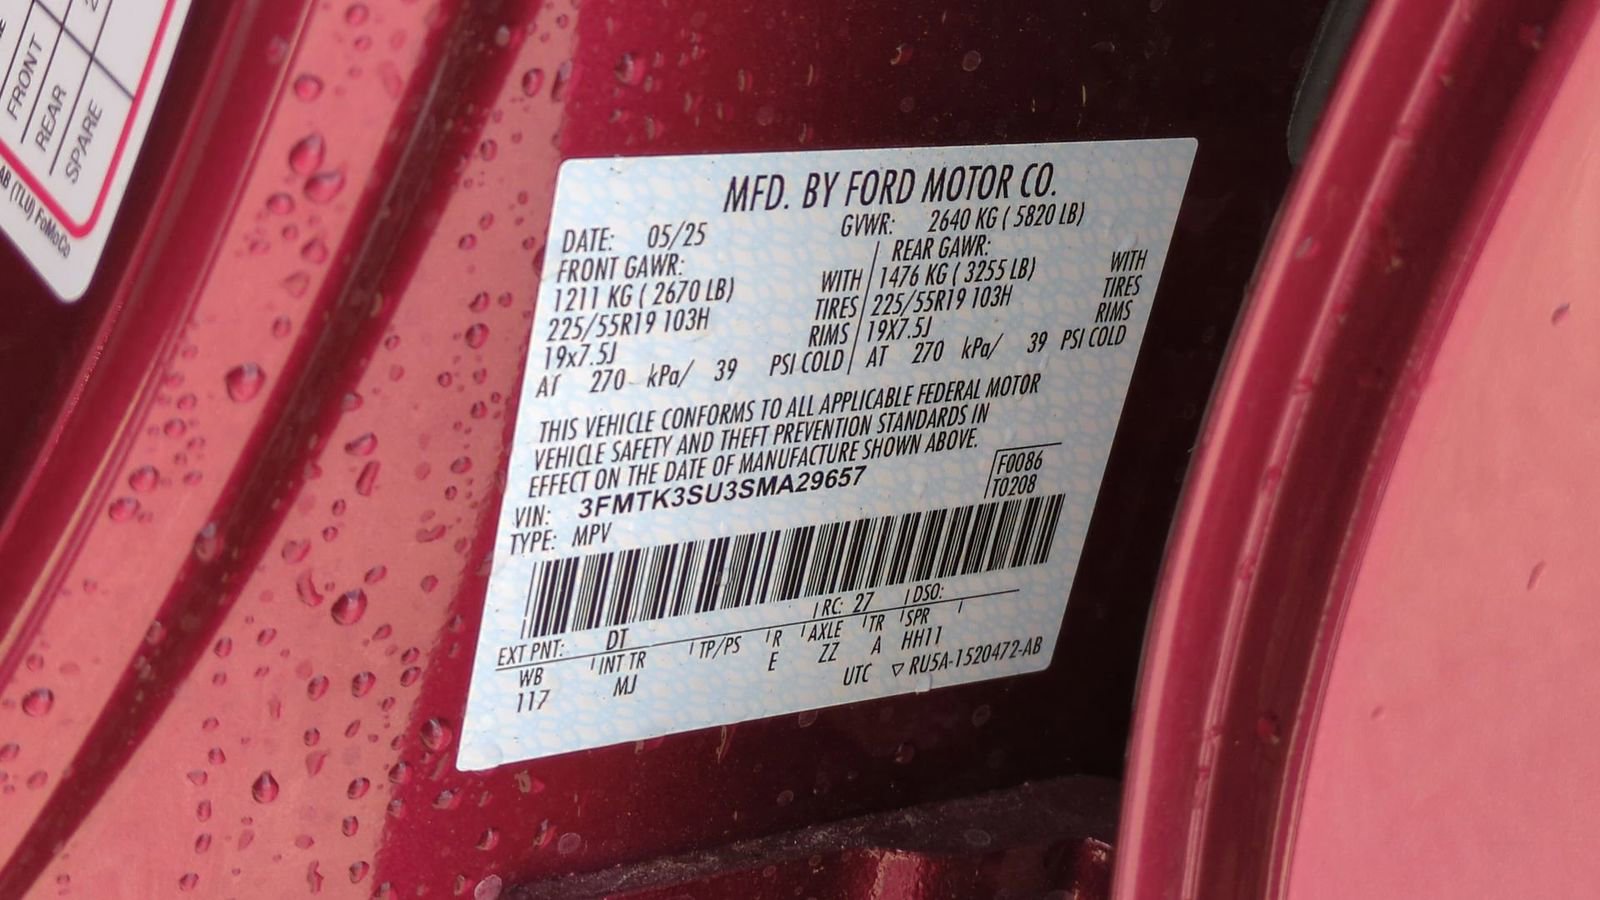 FRONT
REAR
SPARE
AB (TLU) FoMoCo
MFD. BY FORD MOTOR CO.
DATE: 05/25 GVWR: 2640 KG ( 5820 LB)
FRONT GAWR: REAR GAWR:
1211 KG ( 2670 LB) WITH 1476 KG ( 3255 LB) WITH
225/55R19 103H TIRES 225/55R19 103H TIRES
19x7.5J RIMS 19X7.5J RIMS
AT 270 kPa/ 39 PSI COLD AT 270 kPa/ 39 PSI COLD
THIS VEHICLE CONFORMS TO ALL APPLICABLE FEDERAL MOTOR
VEHICLE SAFETY AND THEFT PREVENTION STANDARDS IN
EFFECT ON THE DATE OF MANUFACTURE SHOWN ABOVE.
VIN: 3FMTK3SU3SMA29657 F0086
TYPE: MPV T0208
EXT PNT: DT RC: 27 DSO:
WB INT TR TP/PS R AXLE TR SPR
117 MJ E ZZ A HH11
UTC ▽ RU5A-1520472-AB